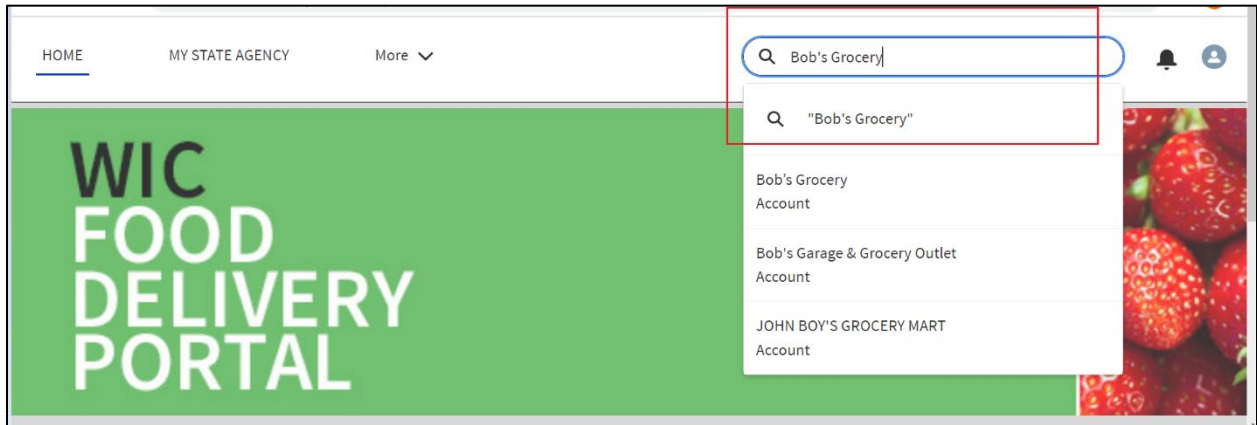 HOME
MY STATE AGENCY
More
Bob's Grocery
"Bob's Grocery"
Bob's Grocery
Account
Bob's Garage & Grocery Outlet
Account
JOHN BOY'S GROCERY MART
Account
WIC
FOOD
DELIVERY
PORTAL